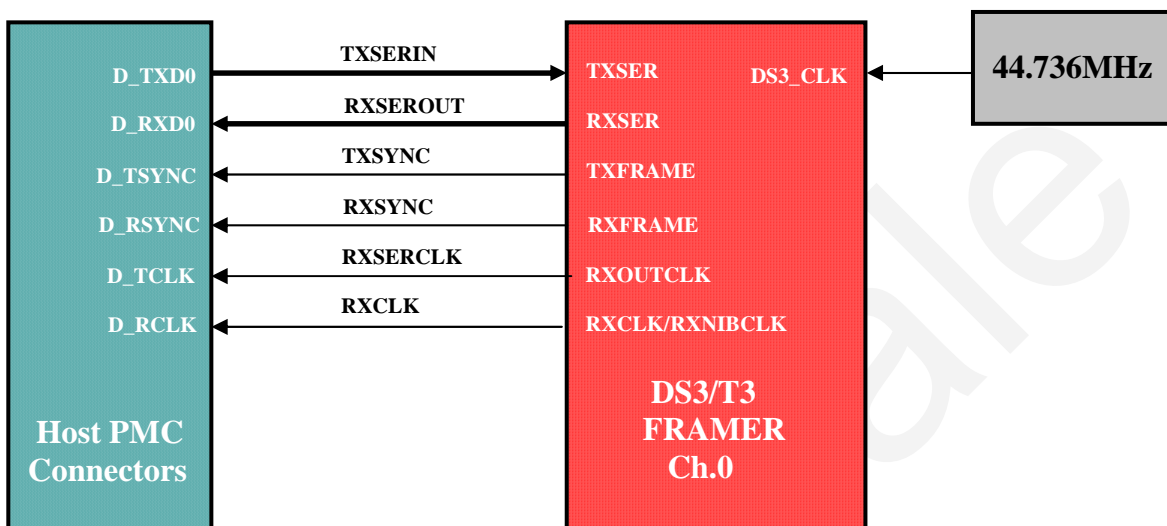 TXSERIN
D_TXD0
TXSER
DS3_CLK
44.736MHz
RXSEROUT
D_RXD0
RXSER
TXSYNC
D_TSYNC
TXFRAME
RXSYNC
D_RSYNC
RXFRAME
RXSERCLK
D_TCLK
RXOUTCLK
RXCLK
D_RCLK
RXCLK/RXNIBCLK
Host PMC
Connectors
DS3/T3
FRAMER
Ch.0
ale